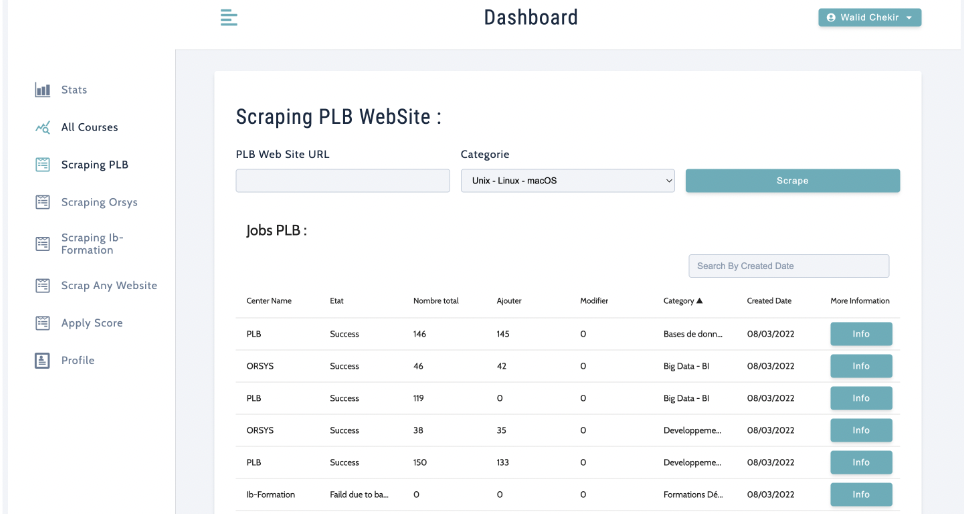 Dashboard
Walid Chekir
Stats
All Courses
Scraping PLB
Scraping Orsys
Scraping Ib-
Formation
Scrap Any Website
Apply Score
Profile
Scraping PLB WebSite :
PLB Web Site URL
Categorie
Unix - Linux - macOS
Scrape
Jobs PLB :
Search By Created Date
Center Name Etat Nombre total Ajouter Modifier Category ▲ Created Date More Information
PLB Success 146 145 0 Bases de donn... 08/03/2022 Info
ORSYS Success 46 42 0 Big Data - BI 08/03/2022 Info
PLB Success 119 0 0 Big Data - BI 08/03/2022 Info
ORSYS Success 38 35 0 Developpeme... 08/03/2022 Info
PLB Success 150 133 0 Developpeme... 08/03/2022 Info
Ib-Formation Faild due to ba... 0 0 0 Formations Dé... 08/03/2022 Info